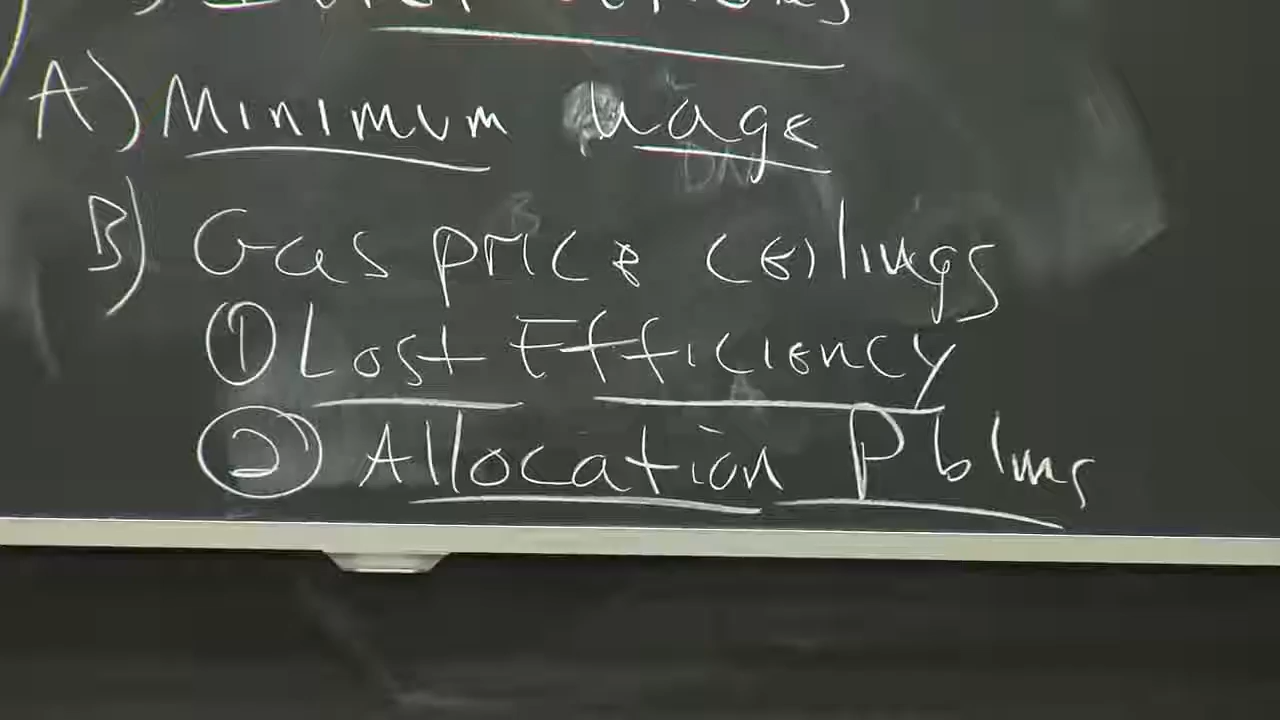 A) Minimum Wage
B) Gas price ceilings
① Lost Efficiency
② Allocation Pblms